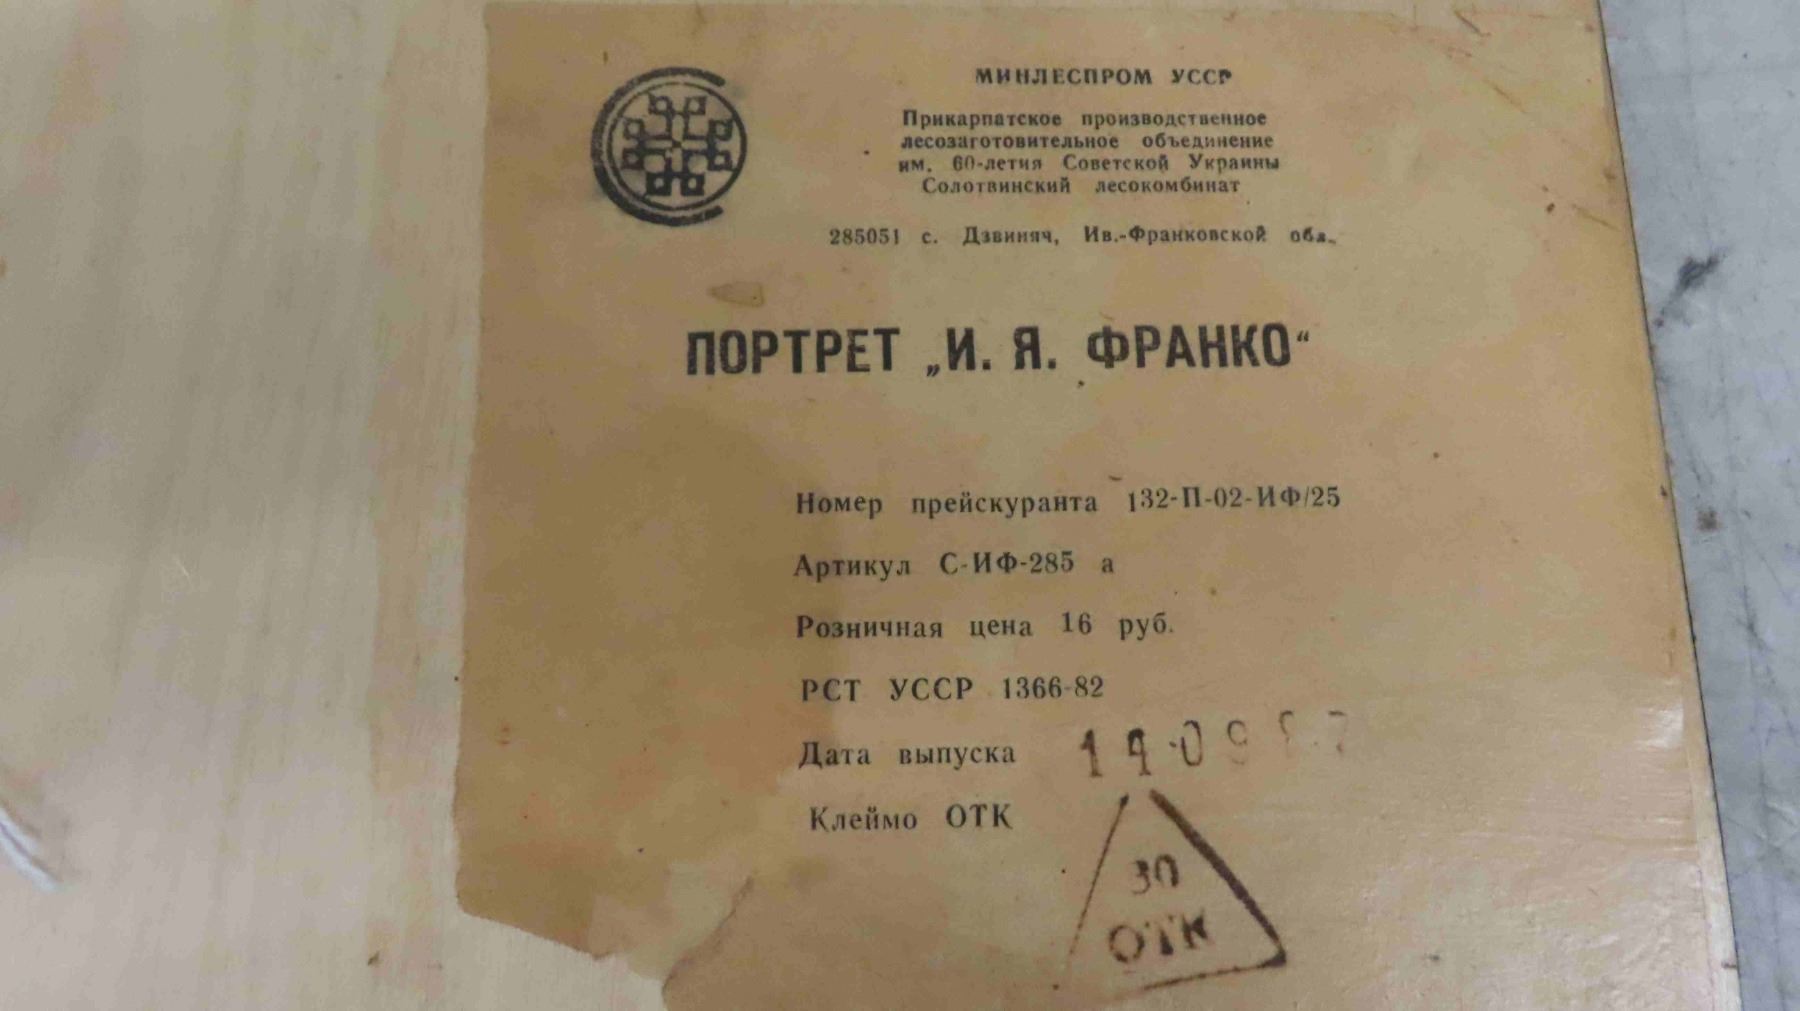 МИНЛЕСПРОМ УССР
Прикарпатское производственное
лесозаготовительное объединение
им. 60-летия Советской Украины
Солотвинский лесокомбинат
285051 с. Дзвиняч, Ив.-Франковской обл.
ПОРТРЕТ „И. Я. ФРАНКО“
Номер прейскуранта 132-П-02-ИФ/25
Артикул С-ИФ-285 а
Розничная цена 16 руб.
РСТ УССР 1366-82
Дата выпуска
Клеймо ОТК
30
ОТК